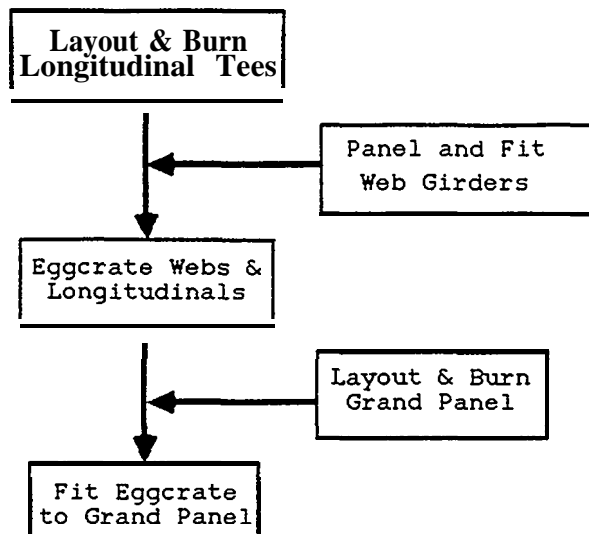 Layout & Burn
Longitudinal Tees
Panel and Fit
Web Girders
Eggcrate Webs &
Longitudinals
Layout & Burn
Grand Panel
Fit Eggcrate
to Grand Panel